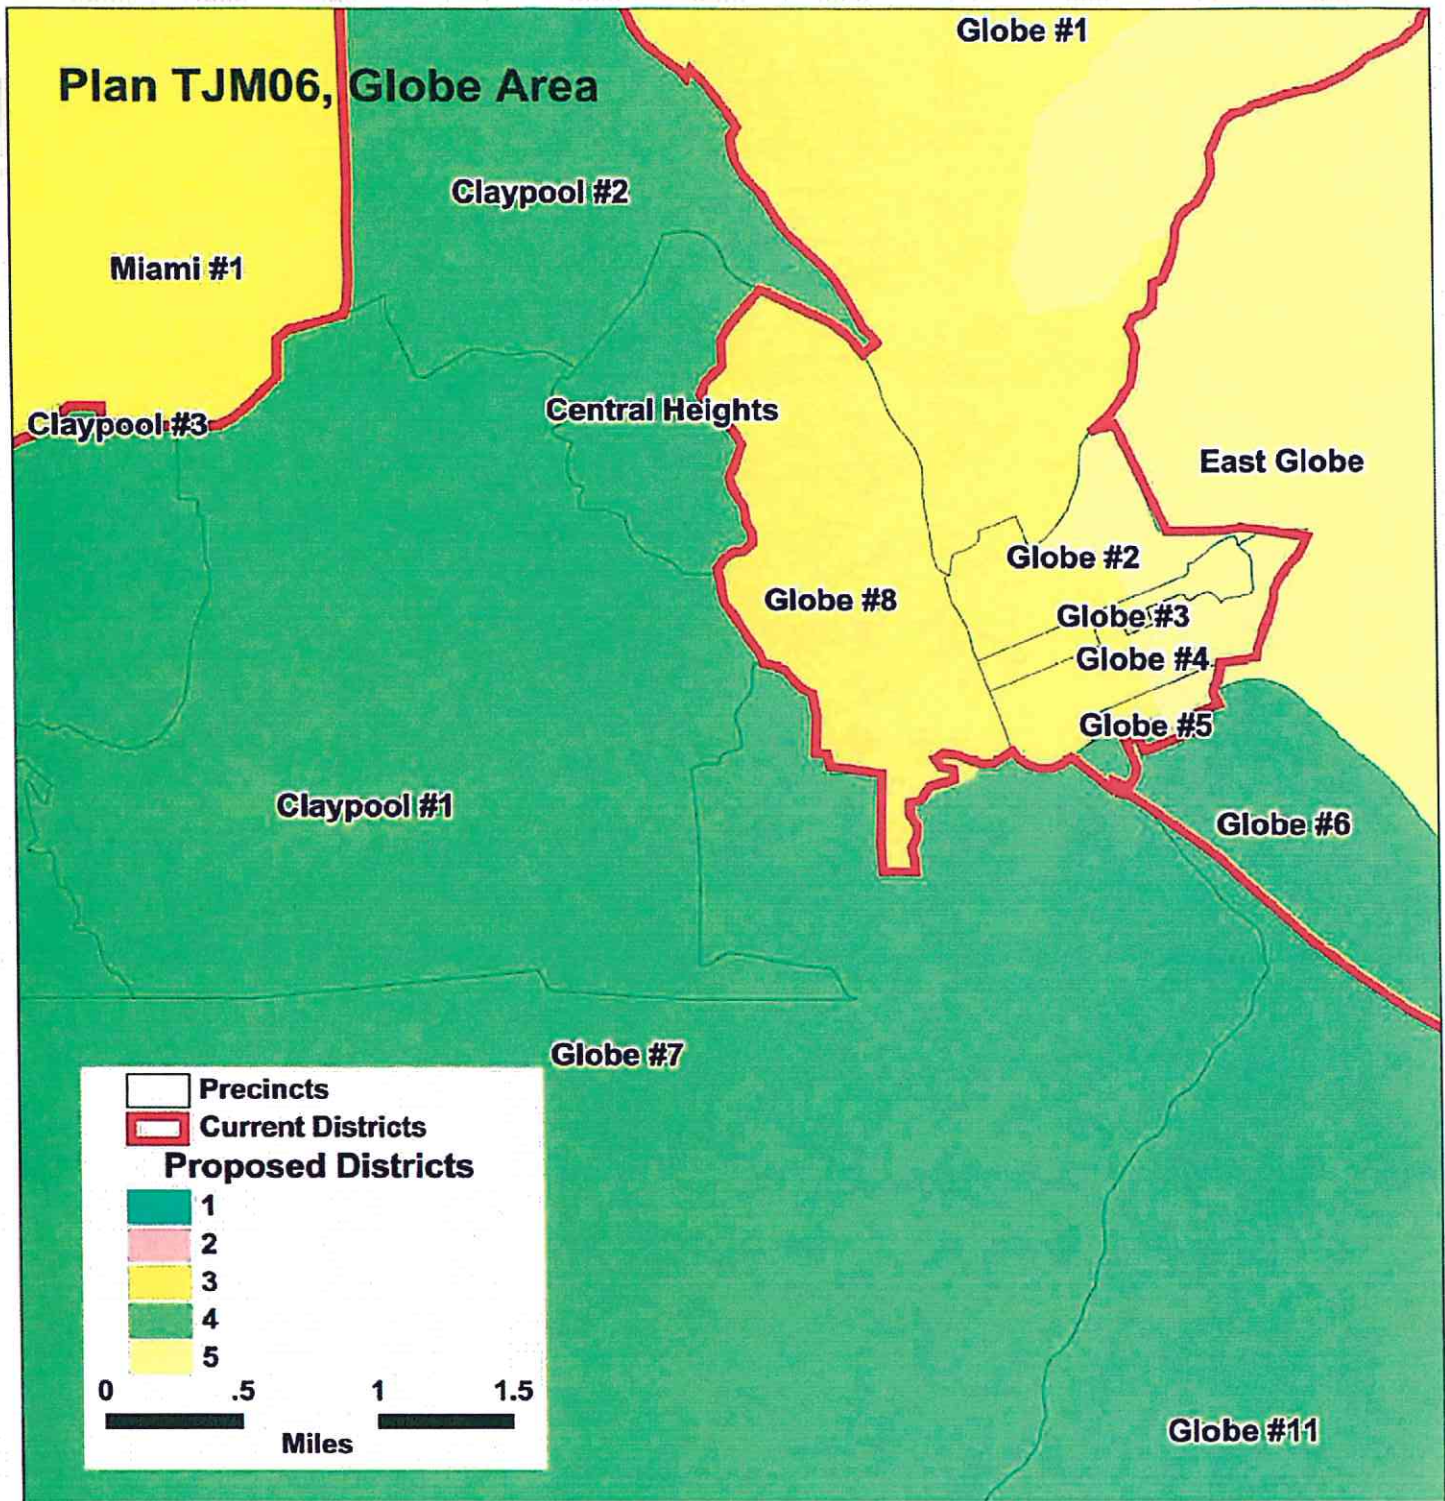 Globe #1
Plan TJM06, Globe Area
Claypool #2
Miami #1
Central Heights
Claypool #3
East Globe
Globe #2
Globe #8
Globe #3
Globe #4
Globe #5
Claypool #1
Globe #6
Globe #7
Precincts
Current Districts
Proposed Districts
1
2
3
4
5
0 .5 1 1.5
Miles
Globe #11